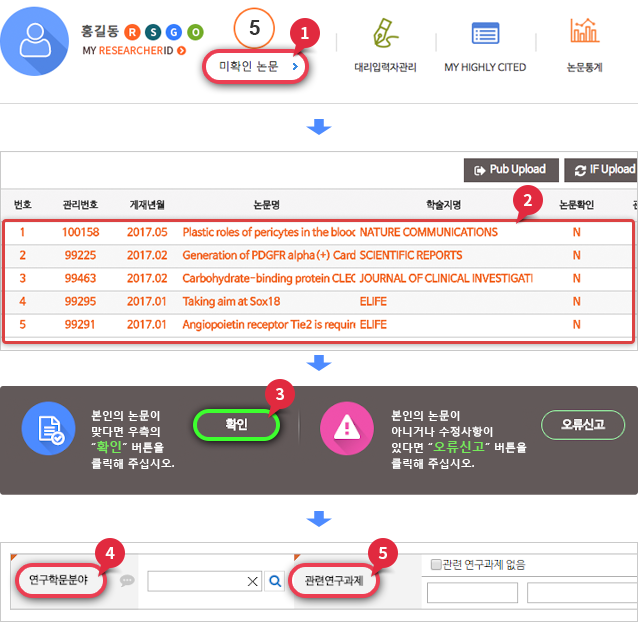 홍길동 R S G O
MY RESEARCHERID
5
1
미확인 논문
대리입력자관리
MY HIGHLY CITED
논문통계
Pub Upload
IF Upload
번호 관리번호 게재년월 논문명 학술지명 논문확인
2
1 100158 2017.05 Plastic roles of pericytes in the blood NATURE COMMUNICATIONS N
2 99225 2017.02 Generation of PDGFR alpha (+) Card SCIENTIFIC REPORTS N
3 99463 2017.02 Carbohydrate-binding protein CLEC JOURNAL OF CLINICAL INVESTIGATI N
4 99295 2017.01 Taking aim at Sox18 ELIFE N
5 99291 2017.01 Angiopoietin receptor Tie2 is requin ELIFE N
3
본인의 논문이
맞다면 우측의
“확인” 버튼을
클릭해 주십시오.
확인
본인의 논문이
아니거나 수정사항이
있다면 “오류신고” 버튼을
클릭해 주십시오.
오류신고
4
연구학문분야
5
관련연구과제
관련 연구과제 없음